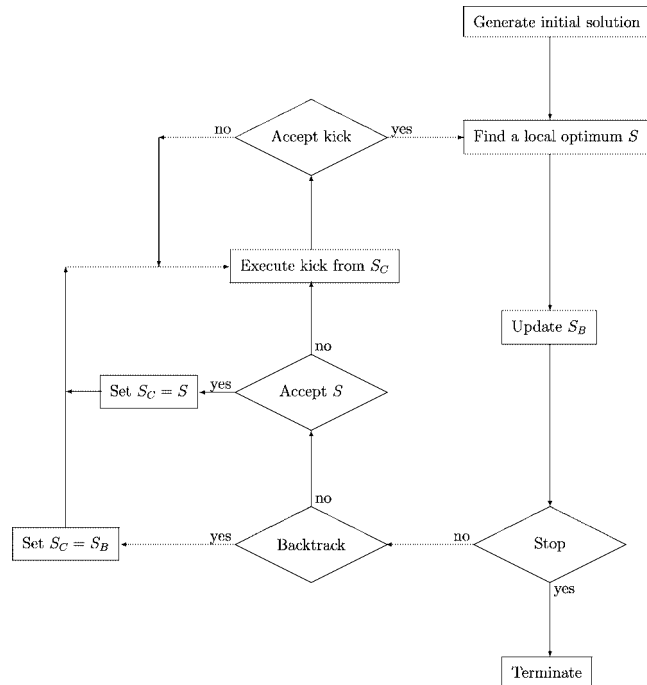 Generate initial solution
no
Accept kick
yes
Find a local optimum S
Execute kick from S_C
Update S_B
no
Set S_C = S
yes
Accept S
no
Set S_C = S_B
yes
Backtrack
no
Stop
yes
Terminate